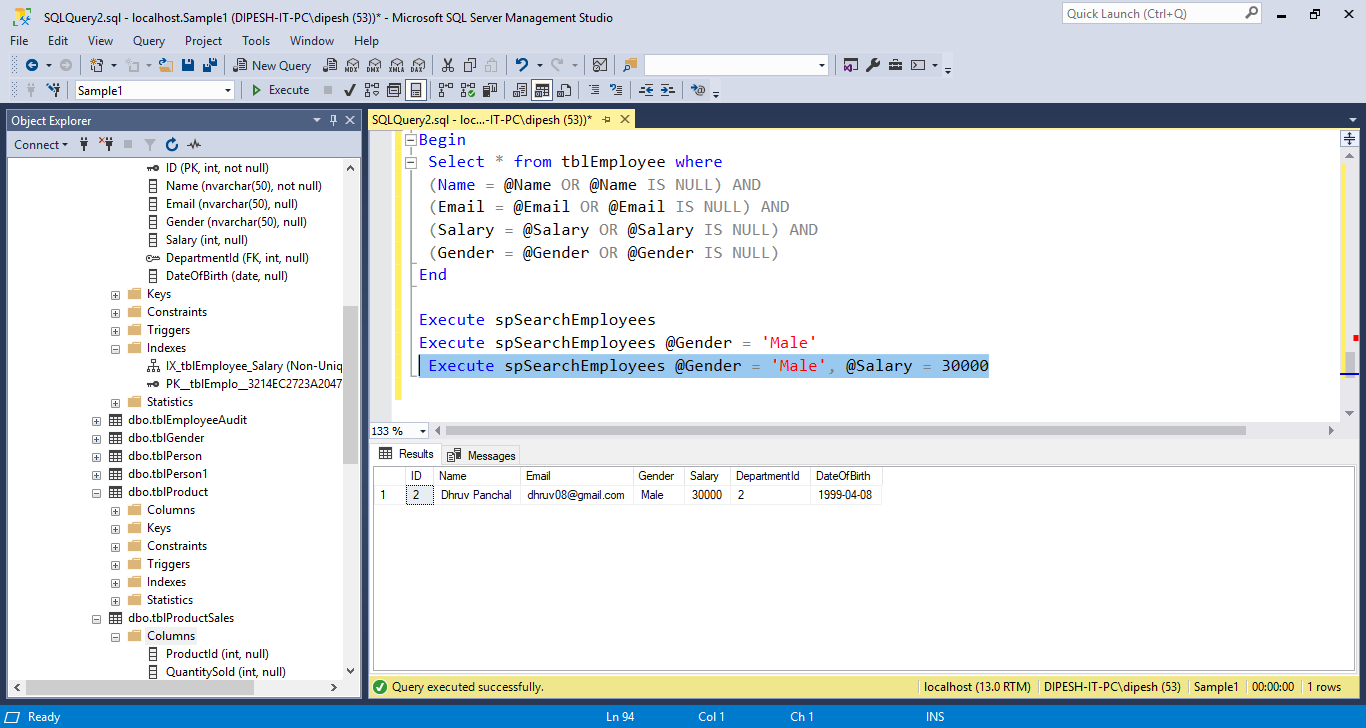 SQLQuery2.sql - localhost.Sample1 (DIPESH-IT-PC\dipesh (53))* - Microsoft SQL Server Management Studio
Quick Launch (Ctrl+Q)
File Edit View Query Project Tools Window Help
New Query MDX DMX XMLA DAX
Sample1 Execute
Object Explorer
Connect
ID (PK, int, not null)
Name (nvarchar(50), not null)
Email (nvarchar(50), null)
Gender (nvarchar(50), null)
Salary (int, null)
DepartmentId (FK, int, null)
DateOfBirth (date, null)
Keys
Constraints
Triggers
Indexes
IX_tblEmployee_Salary (Non-Uniq
PK__tblEmplo__3214EC2723A2047
Statistics
dbo.tblEmployeeAudit
dbo.tblGender
dbo.tblPerson
dbo.tblPerson1
dbo.tblProduct
Columns
Keys
Constraints
Triggers
Indexes
Statistics
dbo.tblProductSales
Columns
ProductId (int, null)
QuantitySold (int, null)
SQLQuery2.sql - loc...-IT-PC\dipesh (53))*
Begin
Select * from tblEmployee where
(Name = @Name OR @Name IS NULL) AND
(Email = @Email OR @Email IS NULL) AND
(Salary = @Salary OR @Salary IS NULL) AND
(Gender = @Gender OR @Gender IS NULL)
End
Execute spSearchEmployees
Execute spSearchEmployees @Gender = 'Male'
Execute spSearchEmployees @Gender = 'Male', @Salary = 30000
133 %
Results Messages
ID Name Email Gender Salary DepartmentId DateOfBirth
1 2 Dhruv Panchal dhruv08@gmail.com Male 30000 2 1999-04-08
Query executed successfully. localhost (13.0 RTM) DIPESH-IT-PC\dipesh (53) Sample1 00:00:00 1 rows
Ready Ln 94 Col 1 Ch 1 INS